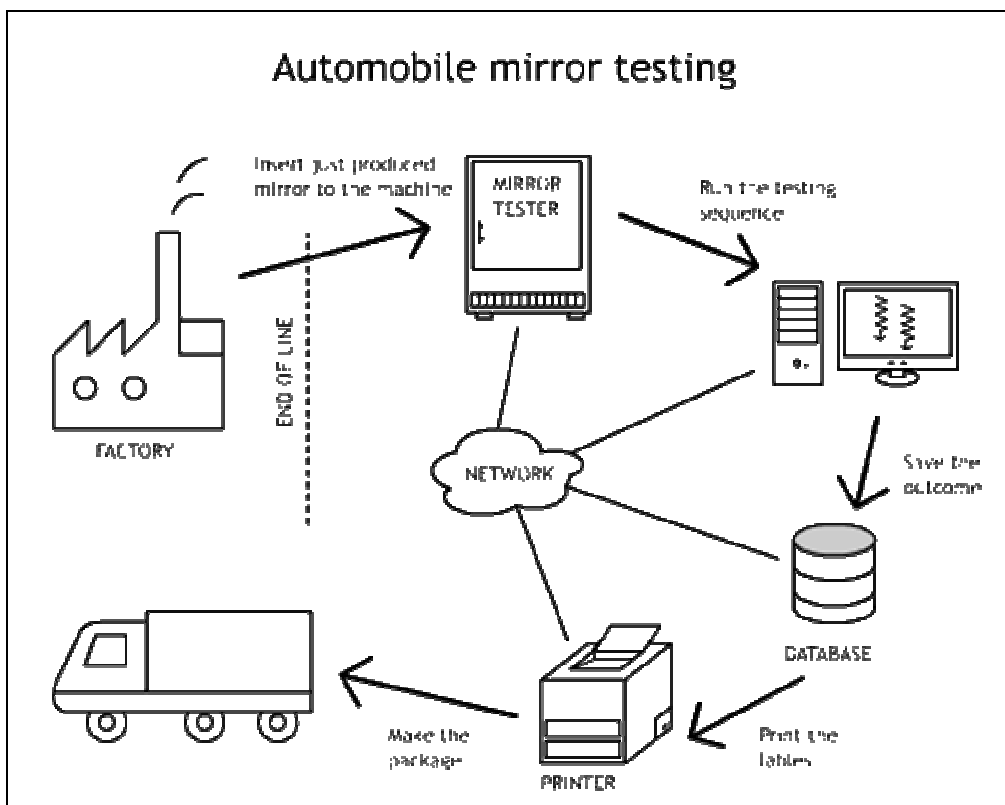 Automobile mirror testing
Insert just produced
mirror to the machine
MIRROR
TESTER
Run the testing
sequence
END OF LINE
FACTORY
NETWORK
Save the
outcome
DATABASE
Print the
Make the
package
PRINTER